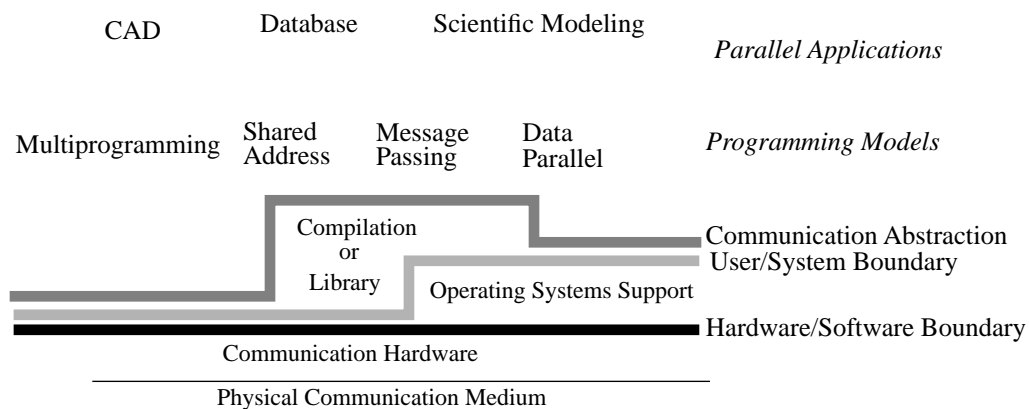 CAD
Database
Scientific Modeling
Parallel Applications
Multiprogramming
Shared
Address
Message
Passing
Data
Parallel
Programming Models
Compilation
or
Library
Communication Abstraction
User/System Boundary
Operating Systems Support
Hardware/Software Boundary
Communication Hardware
Physical Communication Medium